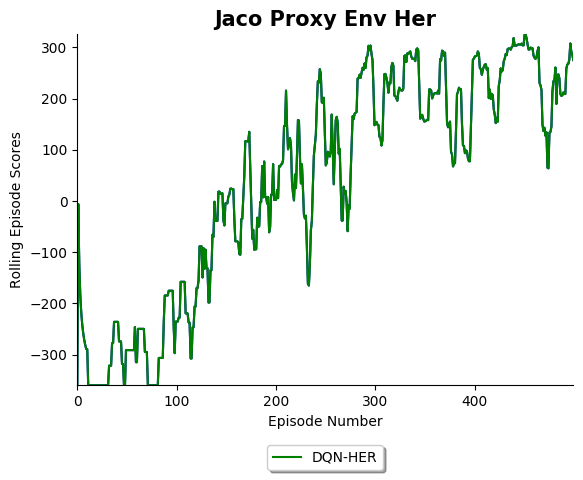 Jaco Proxy Env Her
Rolling Episode Scores
300
200
100
0
−100
−200
−300
0 100 200 300 400
Episode Number
DQN-HER